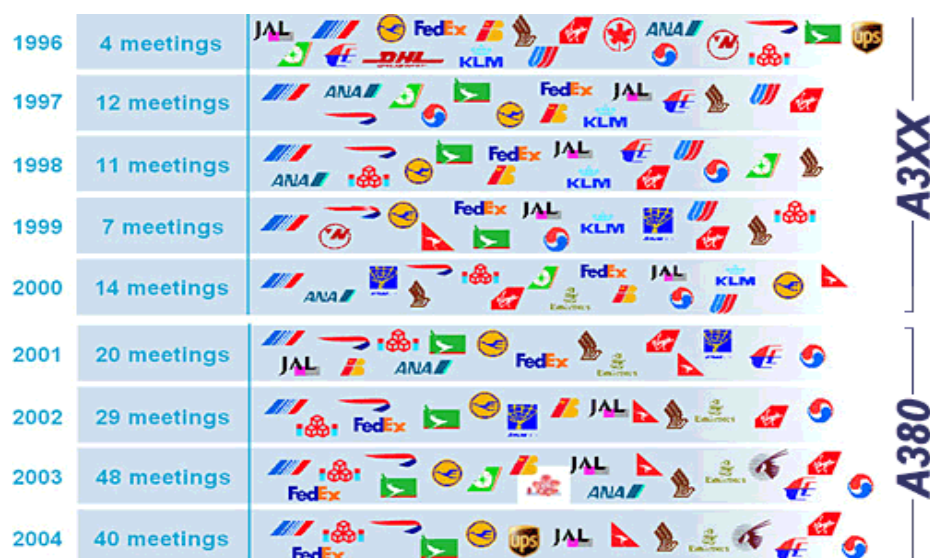 1996 4 meetings JAL FedEx ANA ups
DHL KLM
1997 12 meetings ANA FedEx JAL
KLM
1998 11 meetings FedEx JAL
ANA KLM
1999 7 meetings FedEx JAL KLM
2000 14 meetings FedEx JAL KLM
ANA Emirates
2001 20 meetings
JAL ANA FedEx Emirates
2002 29 meetings FedEx JAL Emirates
2003 48 meetings JAL Emirates
FedEx ANA
2004 40 meetings ups JAL Emirates
FedEx
A3XX
A380